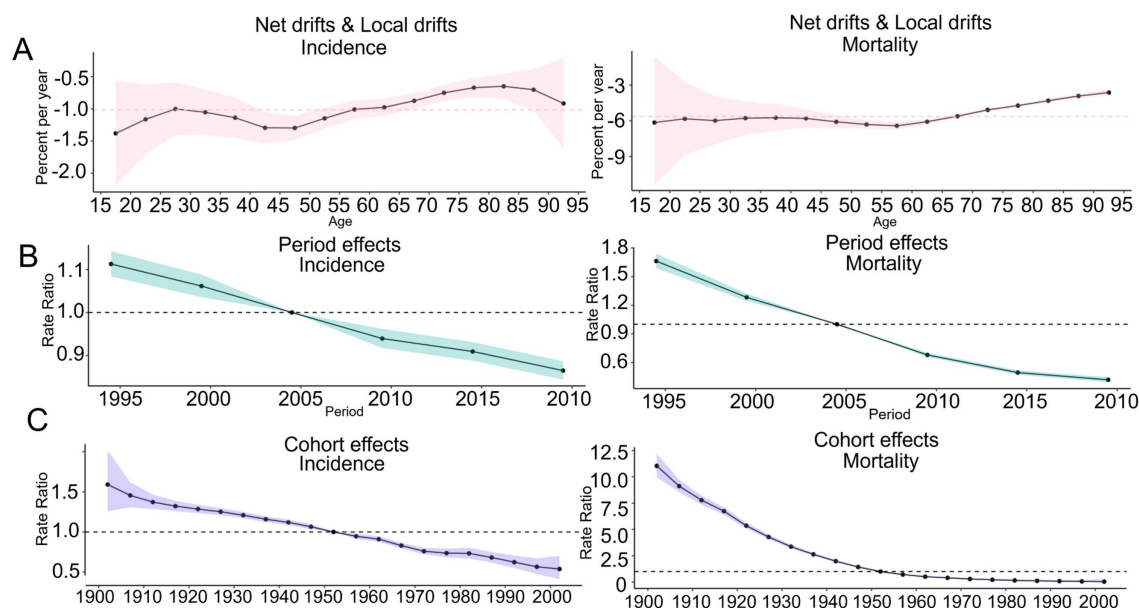 A
Net drifts & Local drifts
Incidence
Percent per year
-0.5
-1.0
-1.5
-2.0
15 20 25 30 35 40 45 50 55 60 65 70 75 80 85 90 95
Age
Net drifts & Local drifts
Mortality
Percent per year
-3
-6
-9
15 20 25 30 35 40 45 50 55 60 65 70 75 80 85 90 95
Age
B
Period effects
Incidence
Rate Ratio
1.1
1.0
0.9
1995 2000 2005 2010 2015 2010
Period
Period effects
Mortality
Rate Ratio
1.8
1.5
1.2
0.9
0.6
1995 2000 2005 2010 2015 2010
Period
C
Cohort effects
Incidence
Rate Ratio
1.5
1.0
0.5
1900 1910 1920 1930 1940 1950 1960 1970 1980 1990 2000
Cohort effects
Mortality
Rate Ratio
12.5
10.0
7.5
5.0
2.5
0
1900 1910 1920 1930 1940 1950 1960 1970 1980 1990 2000